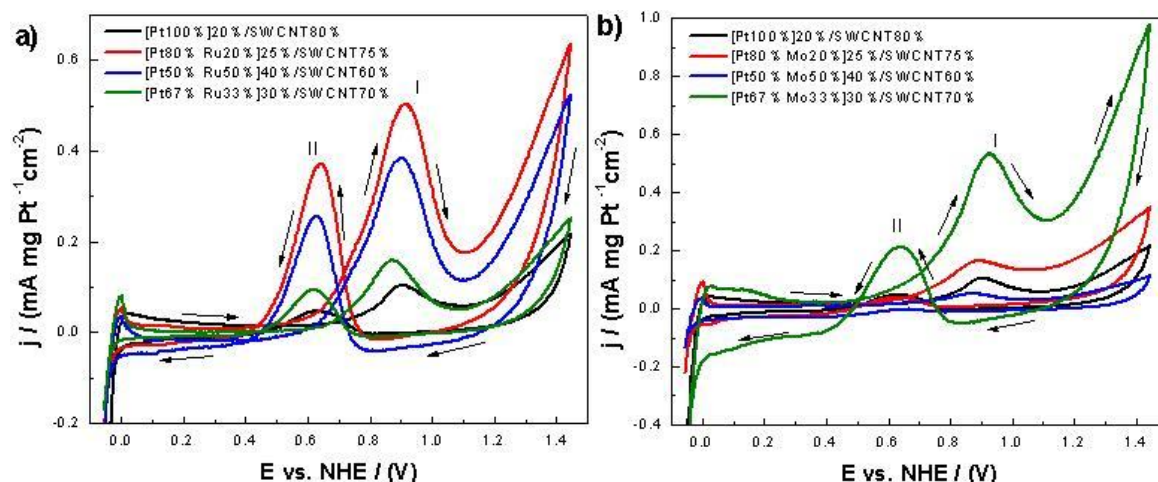 a)
[Pt100%]20%/SWCNT80%
[Pt80% Ru20%]25%/SWCNT75%
[Pt50% Ru50%]40%/SWCNT60%
[Pt67% Ru33%]30%/SWCNT70%
I
II
0.6
0.4
0.2
0.0
-0.2
j / (mA mg Pt -1 cm-2)
0.0 0.2 0.4 0.6 0.8 1.0 1.2 1.4
E vs. NHE / (V)
b)
[Pt100%]20%/SWCNT80%
[Pt80% Mo20%]25%/SWCNT75%
[Pt50% Mo50%]40%/SWCNT60%
[Pt67% Mo33%]30%/SWCNT70%
I
II
1.0
0.8
0.6
0.4
0.2
0.0
-0.2
-0.4
j / (mA mg Pt -1 cm-2)
0.0 0.2 0.4 0.6 0.8 1.0 1.2 1.4
E vs. NHE / (V)